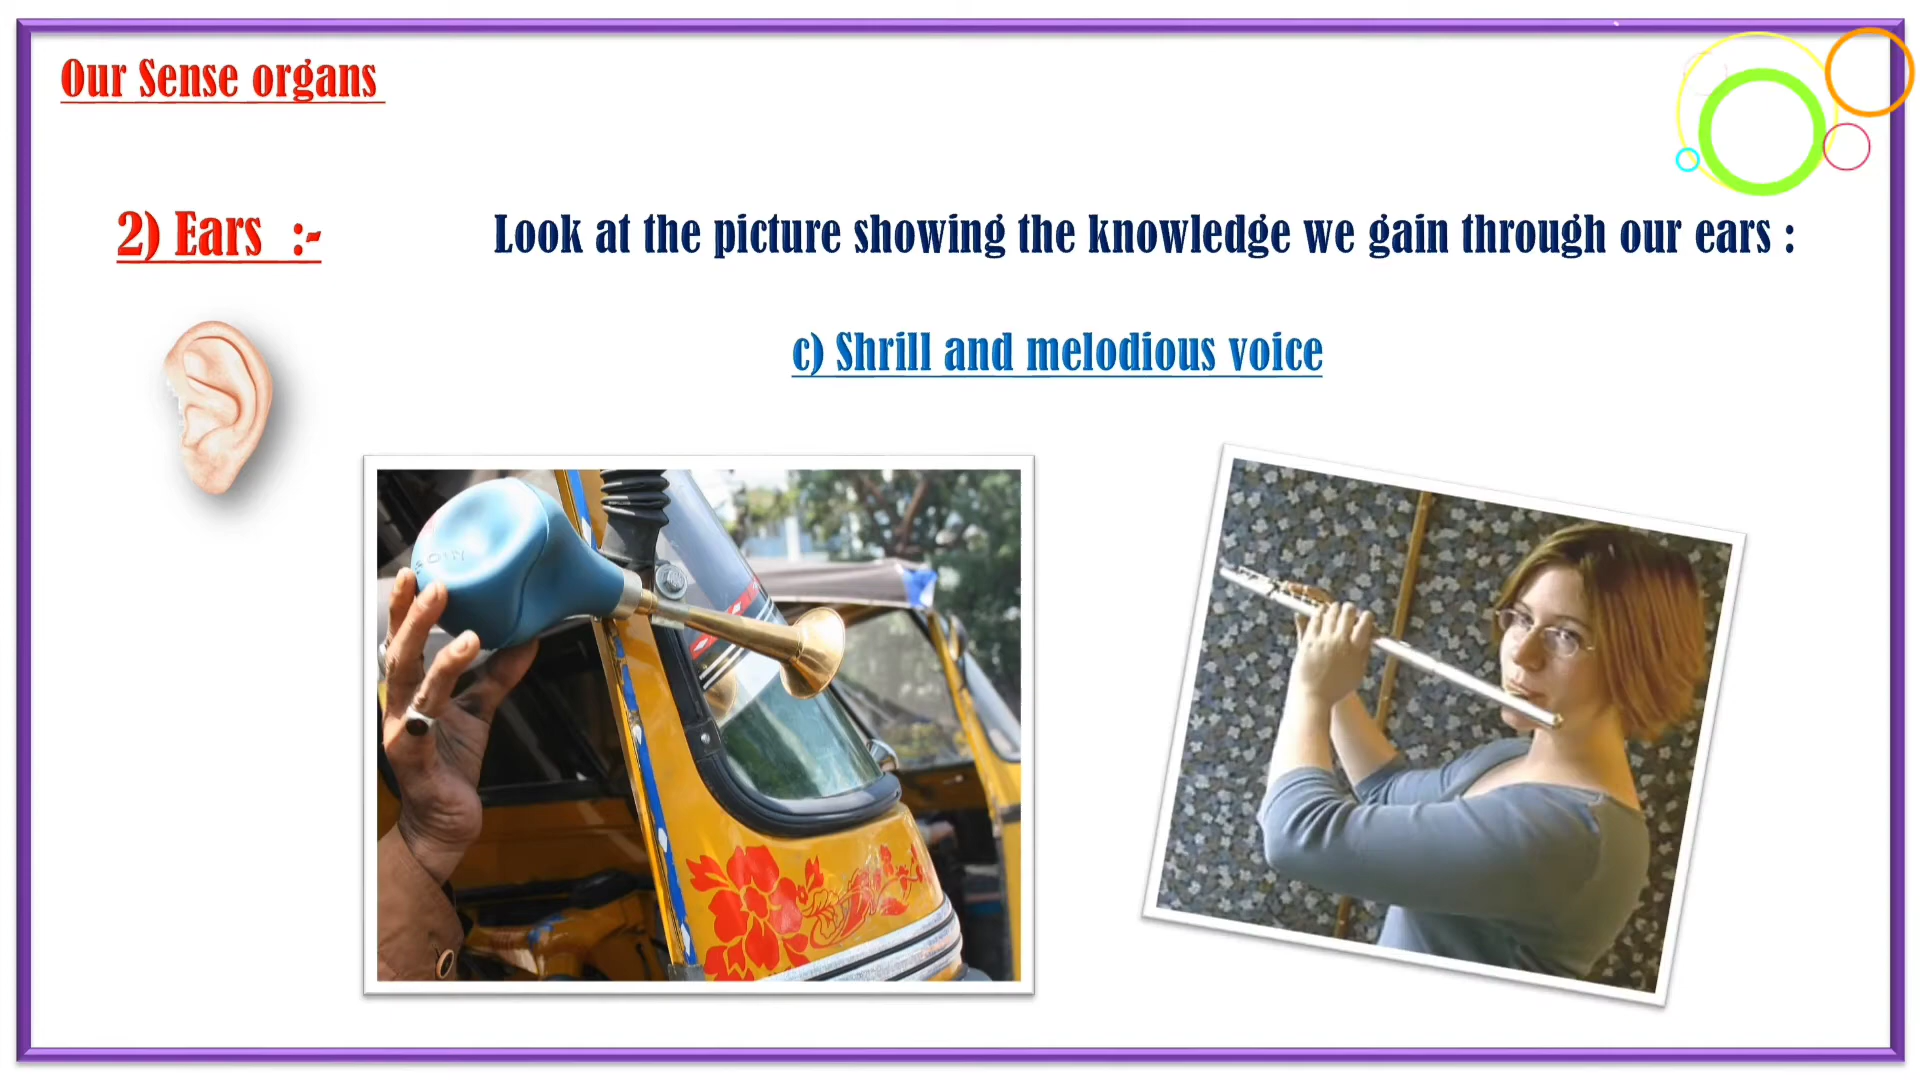 Our Sense organs
2) Ears :-
Look at the picture showing the knowledge we gain through our ears :
c) Shrill and melodious voice